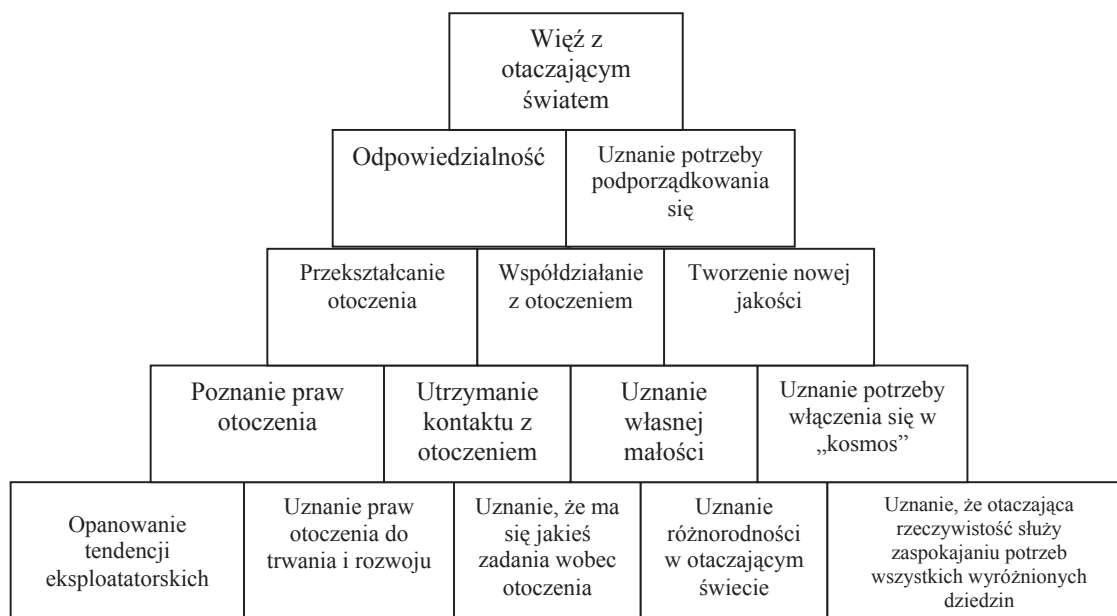 Więź z
otaczającym
światem
Odpowiedzialność
Uznanie potrzeby
podporządkowania
się
Przekształcanie
otoczenia
Współdziałanie
z otoczeniem
Tworzenie nowej
jakości
Poznanie praw
otoczenia
Utrzymanie
kontaktu z
otoczeniem
Uznanie
własnej
małości
Uznanie potrzeby
włączenia się w
„kosmos”
Opanowanie
tendencji
eksploatatorskich
Uznanie praw
otoczenia do
trwania i rozwoju
Uznanie, że ma
się jakieś
zadania wobec
otoczenia
Uznanie
różnorodności
w otaczającym
świecie
Uznanie, że otaczająca
rzeczywistość służy
zaspokajaniu potrzeb
wszystkich wyróżnionych
dziedzin